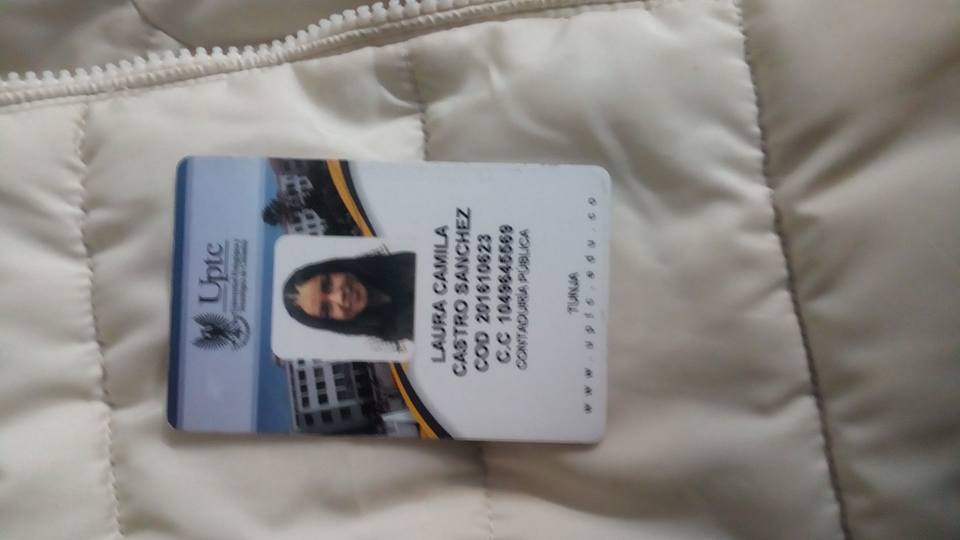 Uptc
Universidad Pedagógica y
Tecnológica de Colombia
LAURA CAMILA
CASTRO SANCHEZ
COD 201610623
C.C 1049645569
CONTADURÍA PÚBLICA
TUNJA
www.uptc.edu.co